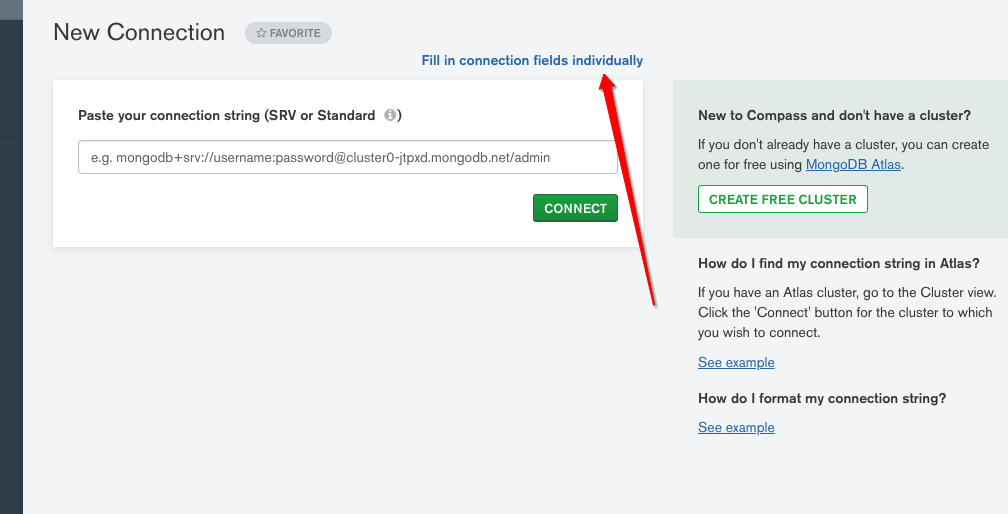 New Connection
FAVORITE
Fill in connection fields individually
Paste your connection string (SRV or Standard i)
e.g. mongodb+srv://username:password@cluster0-jtpxd.mongodb.net/admin
CONNECT
New to Compass and don't have a cluster?
If you don't already have a cluster, you can create
one for free using MongoDB Atlas.
CREATE FREE CLUSTER
How do I find my connection string in Atlas?
If you have an Atlas cluster, go to the Cluster view.
Click the 'Connect' button for the cluster to which
you wish to connect.
See example
How do I format my connection string?
See example